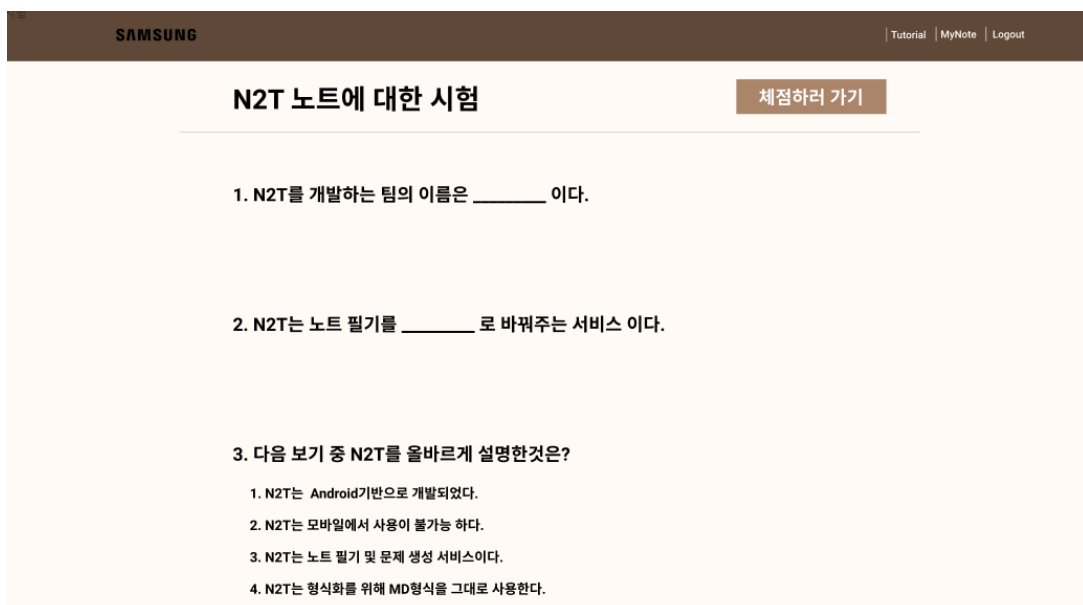 SAMSUNG
Tutorial | MyNote | Logout
N2T 노트에 대한 시험
체점하러 가기
1. N2T를 개발하는 팀의 이름은 _________ 이다.
2. N2T는 노트 필기를 _________ 로 바꿔주는 서비스 이다.
3. 다음 보기 중 N2T를 올바르게 설명한것은?
1. N2T는 Android기반으로 개발되었다.
2. N2T는 모바일에서 사용이 불가능 하다.
3. N2T는 노트 필기 및 문제 생성 서비스이다.
4. N2T는 형식화를 위해 MD형식을 그대로 사용한다.